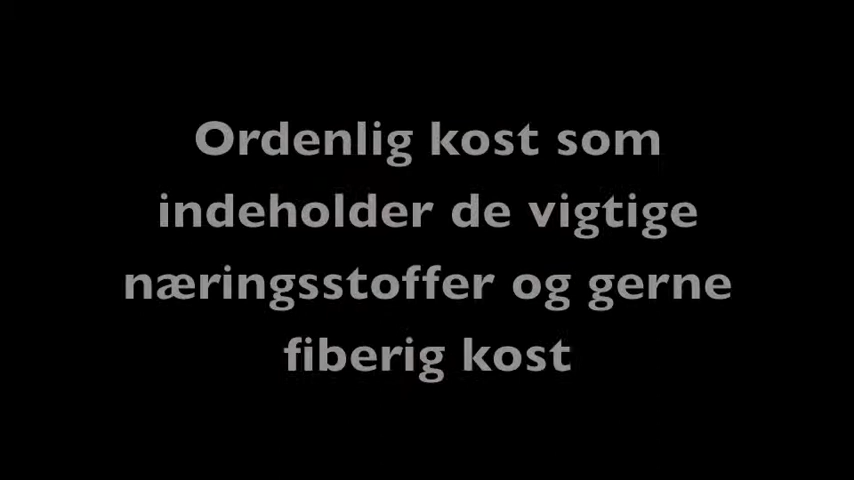 Ordenlig kost som
indeholder de vigtige
næringsstoffer og gerne
fiberig kost